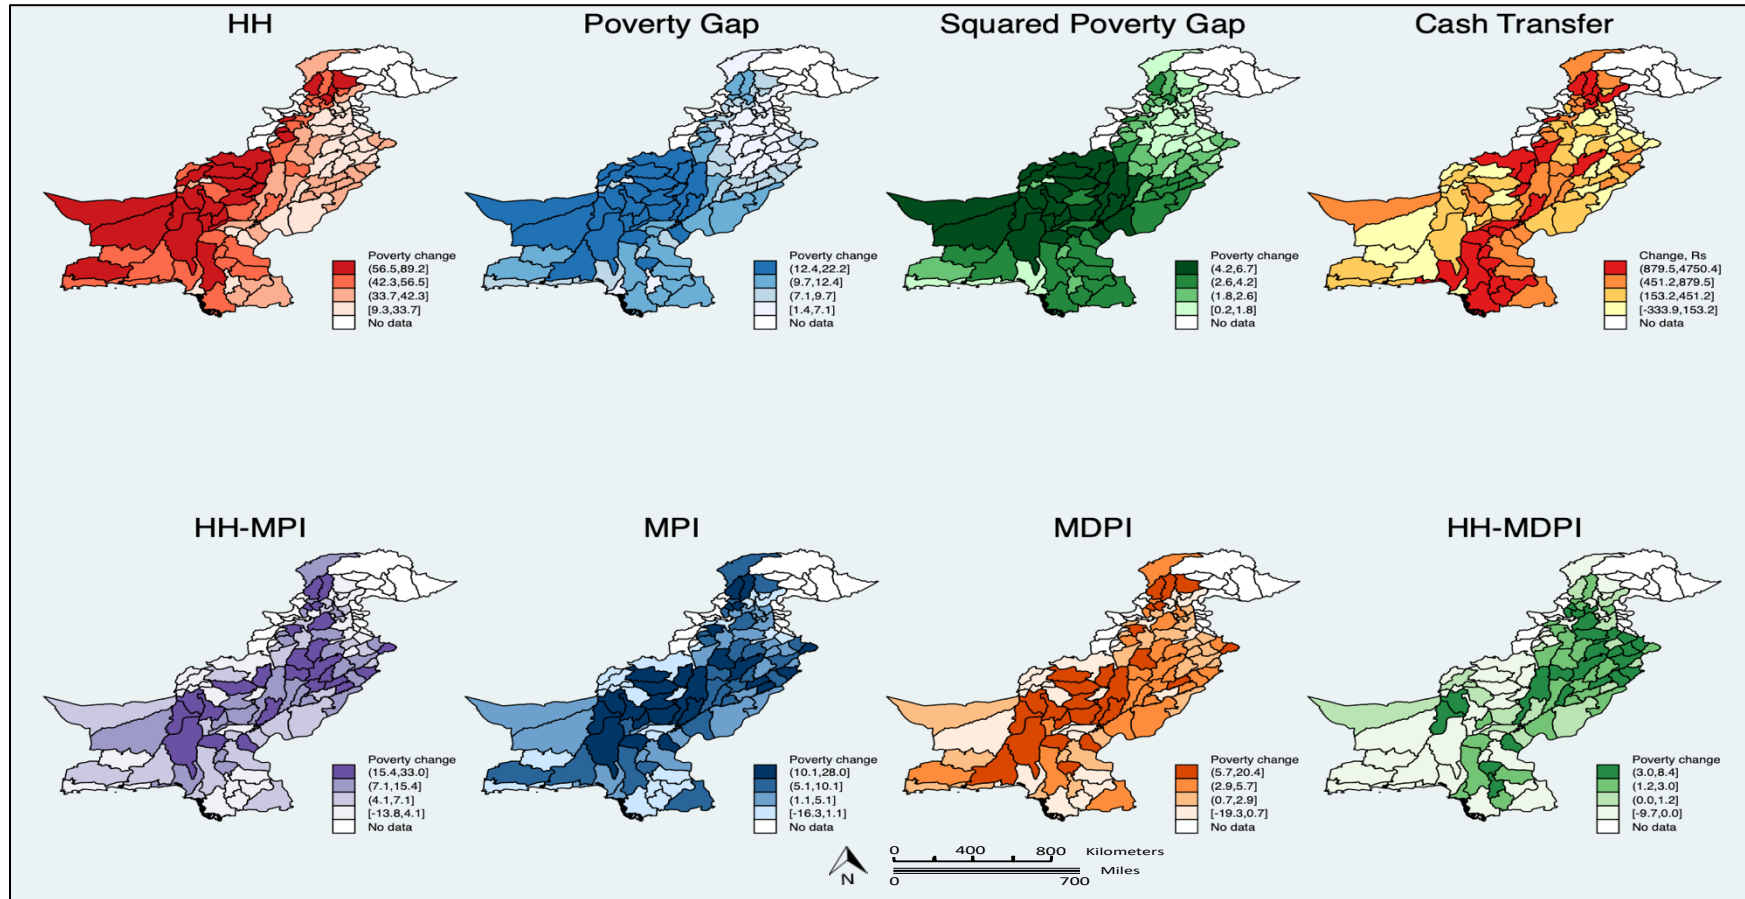 HH
Poverty Gap
Squared Poverty Gap
Cash Transfer
Poverty change
(56.5,89.2]
(42.3,56.5]
(33.7,42.3]
[9.3,33.7]
No data
Poverty change
(12.4,22.2]
(9.7,12.4]
(7.1,9.7]
[1.4,7.1]
No data
Poverty change
(4.2,6.7]
(2.6,4.2]
(1.8,2.6]
[0.2,1.8]
No data
Change, Rs
(879.5,4750.4]
(451.2,879.5]
(153.2,451.2]
[-333.9,153.2]
No data
HH-MPI
MPI
MDPI
HH-MDPI
Poverty change
(15.4,33.0]
(7.1,15.4]
(4.1,7.1]
[-13.8,4.1]
No data
Poverty change
(10.1,28.0]
(5.1,10.1]
(1.1,5.1]
[-16.3,1.1]
No data
Poverty change
(5.7,20.4]
(2.9,5.7]
(0.7,2.9]
[-19.3,0.7]
No data
Poverty change
(3.0,8.4]
(1.2,3.0]
(0.0,1.2]
[-9.7,0.0]
No data
N
0 400 800 Kilometers
Miles
0 700